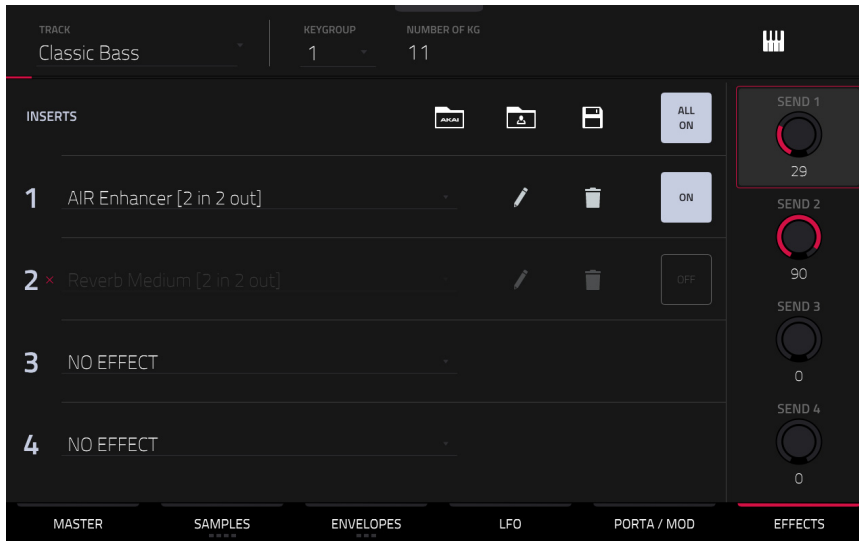 TRACK
Classic Bass
KEYGROUP
1
NUMBER OF KG
11
INSERTS
AKAI
ALL
ON
1 AIR Enhancer [2 in 2 out]
ON
2 × Reverb Medium [2 in 2 out]
OFF
3 NO EFFECT
4 NO EFFECT
SEND 1
29
SEND 2
90
SEND 3
0
SEND 4
0
MASTER SAMPLES ENVELOPES LFO PORTA / MOD EFFECTS